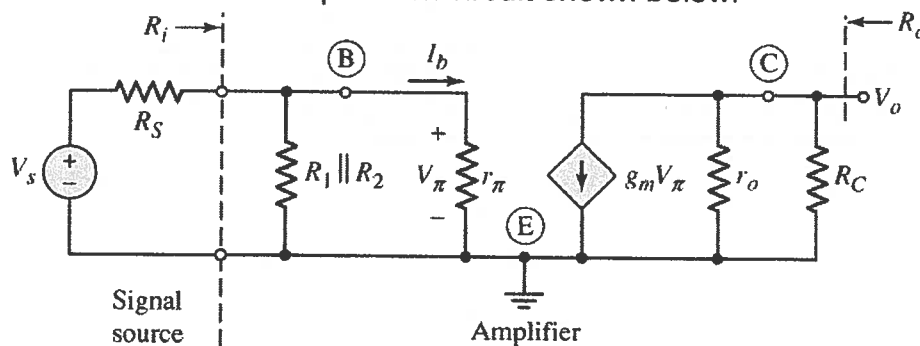 R_i
R_o
B
I_b
C
V_o
R_S
+
V_s
+
−
R_1 || R_2
V_π
r_π
−
g_m V_π
r_o
R_C
E
Signal
source
Amplifier